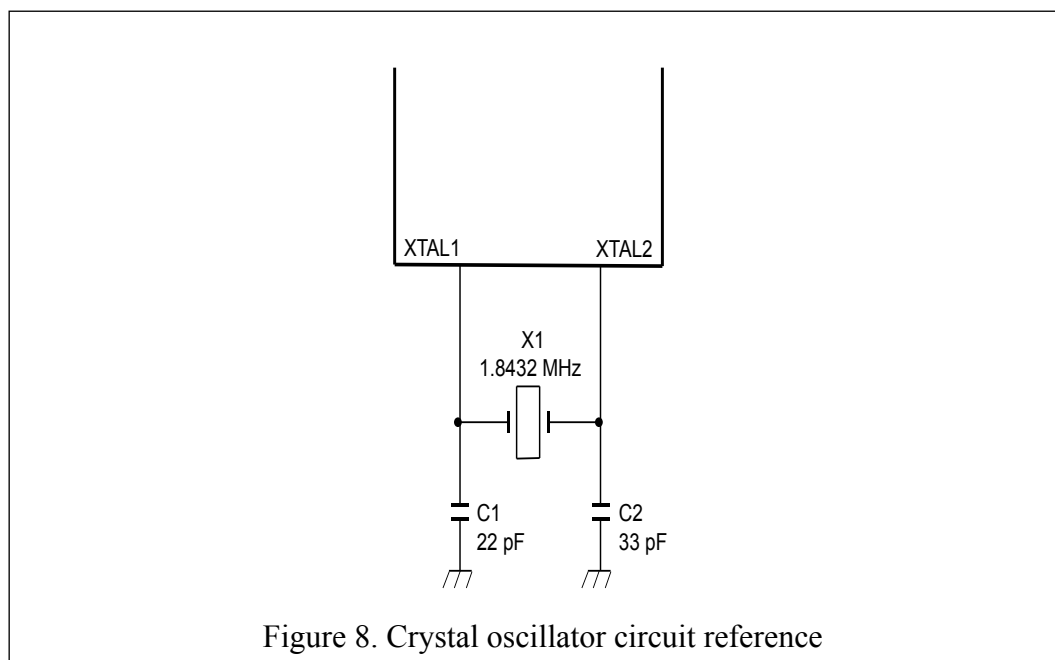 XTAL1
XTAL2
X1
1.8432 MHz
C1
22 pF
C2
33 pF
Figure 8. Crystal oscillator circuit reference